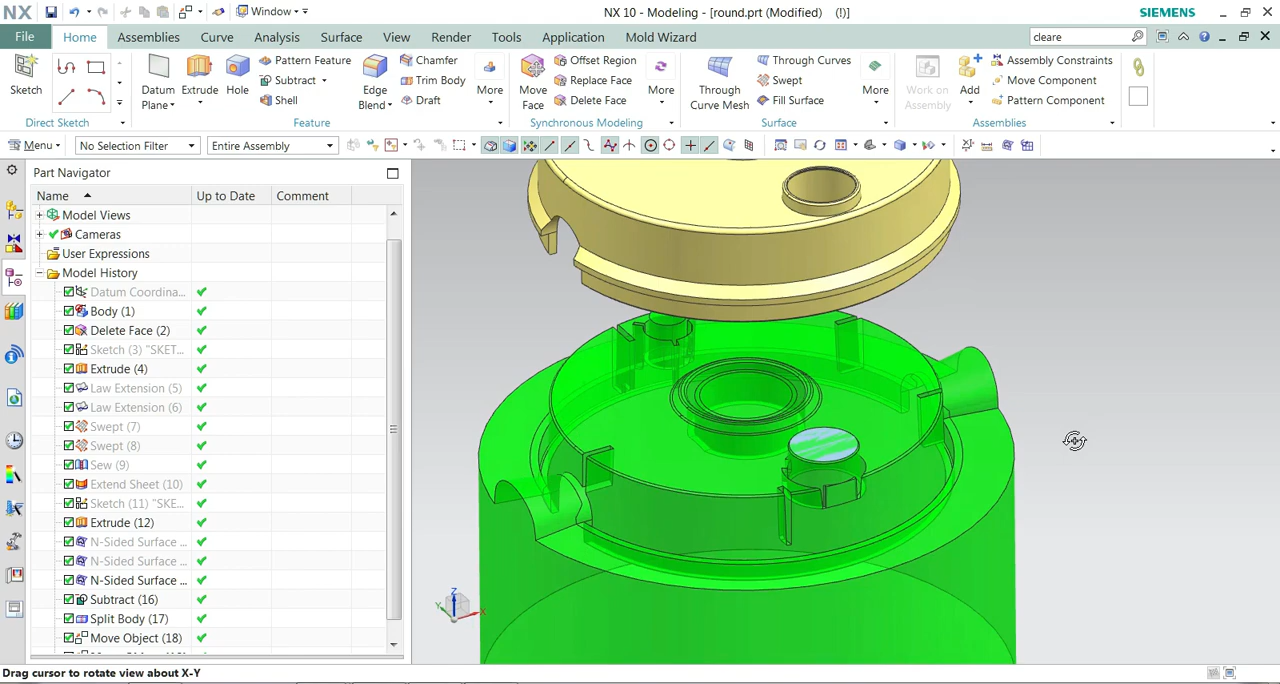 NX Window NX 10 - Modeling - [round.prt (Modified) (!)] SIEMENS
File Home Assemblies Curve Analysis Surface View Render Tools Application Mold Wizard cleare
Sketch Datum Plane Extrude Hole Pattern Feature Subtract Shell Edge Blend Chamfer Trim Body Draft More Move Face Offset Region Replace Face Delete Face More Through Curve Mesh Through Curves Swept Fill Surface More Work on Assembly Add Assembly Constraints Move Component Pattern Component
Direct Sketch Feature Synchronous Modeling Surface Assemblies
Menu No Selection Filter Entire Assembly
Part Navigator
Name Up to Date Comment
Model Views
Cameras
User Expressions
Model History
Datum Coordina...
Body (1)
Delete Face (2)
Sketch (3) "SKET...
Extrude (4)
Law Extension (5)
Law Extension (6)
Swept (7)
Swept (8)
Sew (9)
Extend Sheet (10)
Sketch (11) "SKE...
Extrude (12)
N-Sided Surface ...
N-Sided Surface ...
N-Sided Surface ...
Subtract (16)
Split Body (17)
Move Object (18)
Z
Y X
Drag cursor to rotate view about X-Y